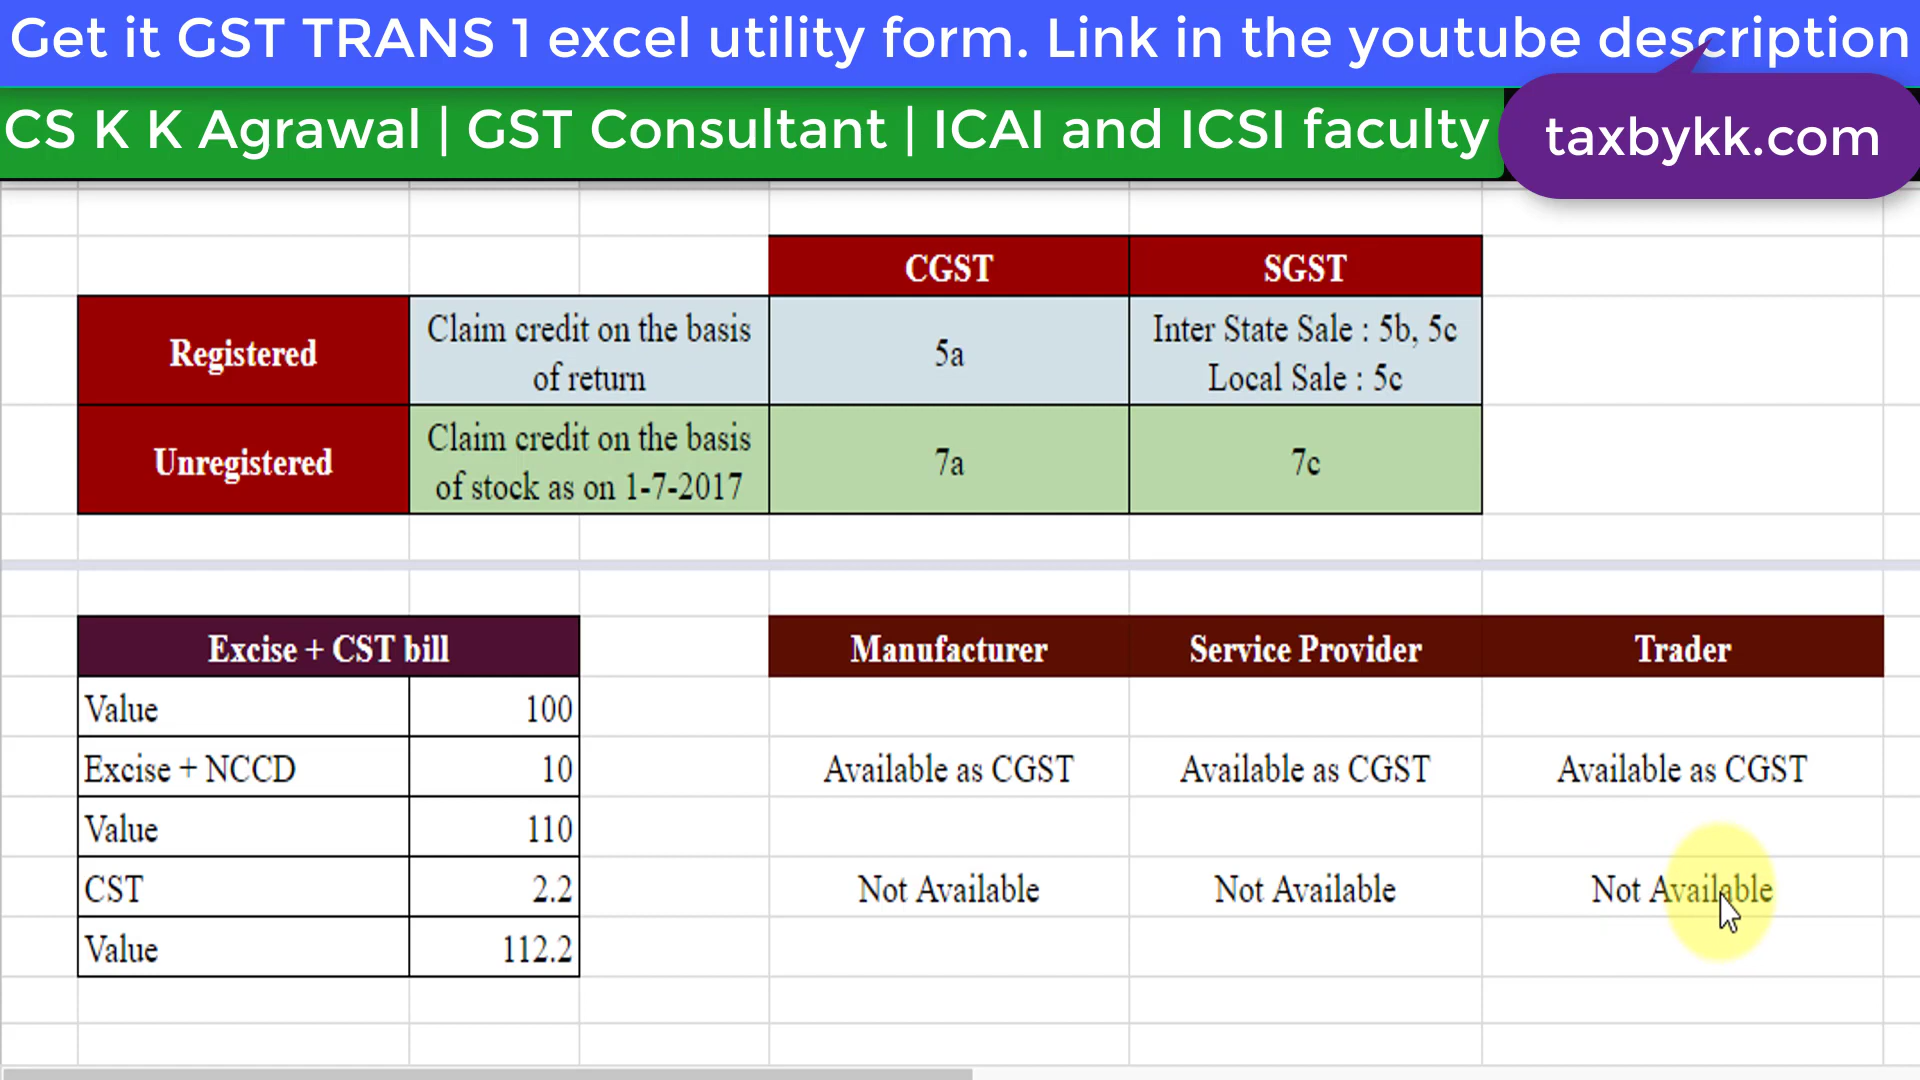 Get it GST TRANS 1 excel utility form. Link in the youtube description
CS K K Agrawal | GST Consultant | ICAI and ICSI faculty
taxbykk.com
CGST SGST
Registered
Claim credit on the basis
of return
5a
Inter State Sale : 5b, 5c
Local Sale : 5c
Unregistered
Claim credit on the basis
of stock as on 1-7-2017
7a
7c
Excise + CST bill
Manufacturer Service Provider Trader
Value 100
Excise + NCCD 10 Available as CGST Available as CGST Available as CGST
Value 110
CST 2.2 Not Available Not Available Not Available
Value 112.2